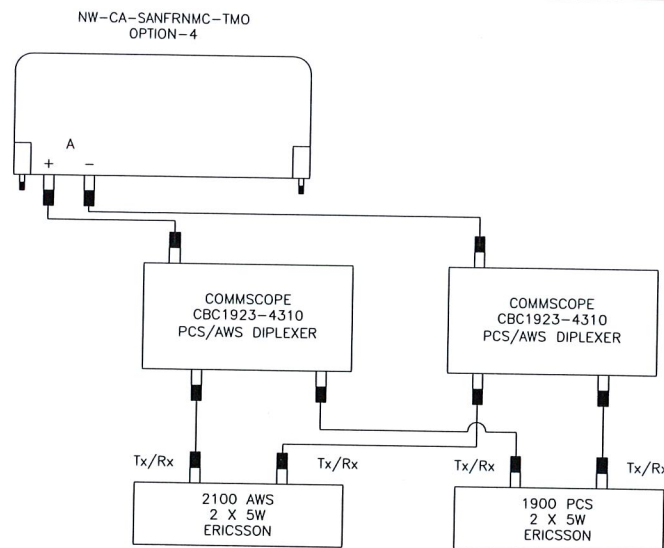 NW-CA-SANFRNMC-TMO
OPTION-4
A
+ -
COMMSCOPE
CBC1923-4310
PCS/AWS DIPLEXER
COMMSCOPE
CBC1923-4310
PCS/AWS DIPLEXER
Tx/Rx
Tx/Rx
Tx/Rx
Tx/Rx
2100 AWS
2 X 5W
ERICSSON
1900 PCS
2 X 5W
ERICSSON